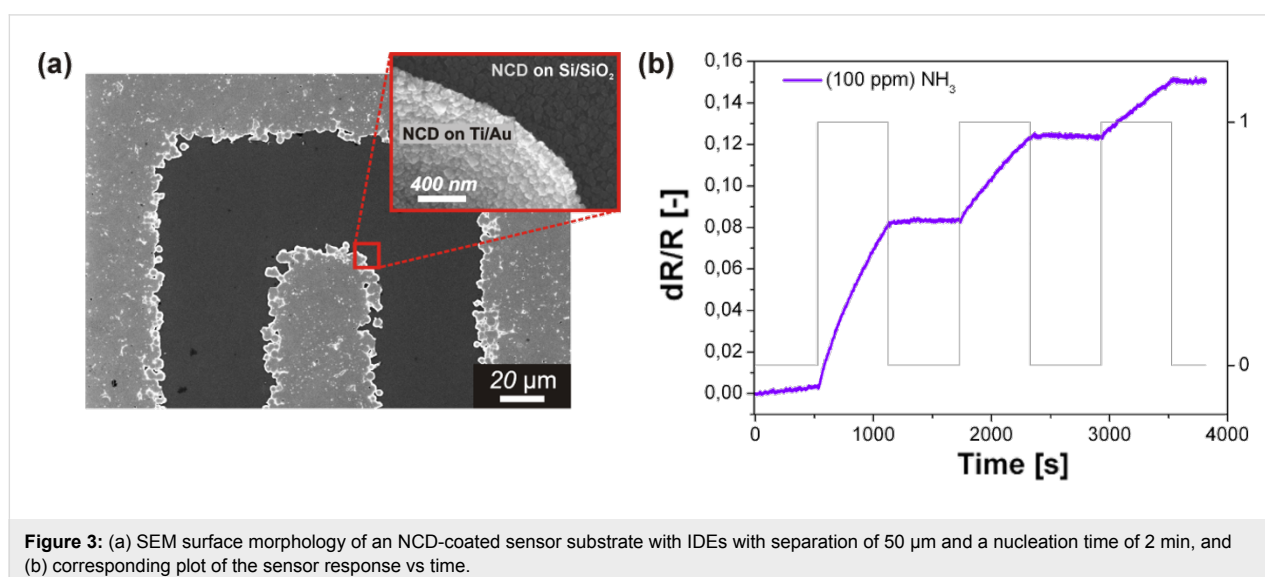 (a)
NCD on Si/SiO₂
NCD on Ti/Au
400 nm
20 µm
(b)
(100 ppm) NH₃
0,16
0,14
0,12
0,10
0,08
0,06
0,04
0,02
0,00
dR/R [-]
1
0
0 1000 2000 3000 4000
Time [s]
Figure 3: (a) SEM surface morphology of an NCD-coated sensor substrate with IDEs with separation of 50 µm and a nucleation time of 2 min, and
(b) corresponding plot of the sensor response vs time.